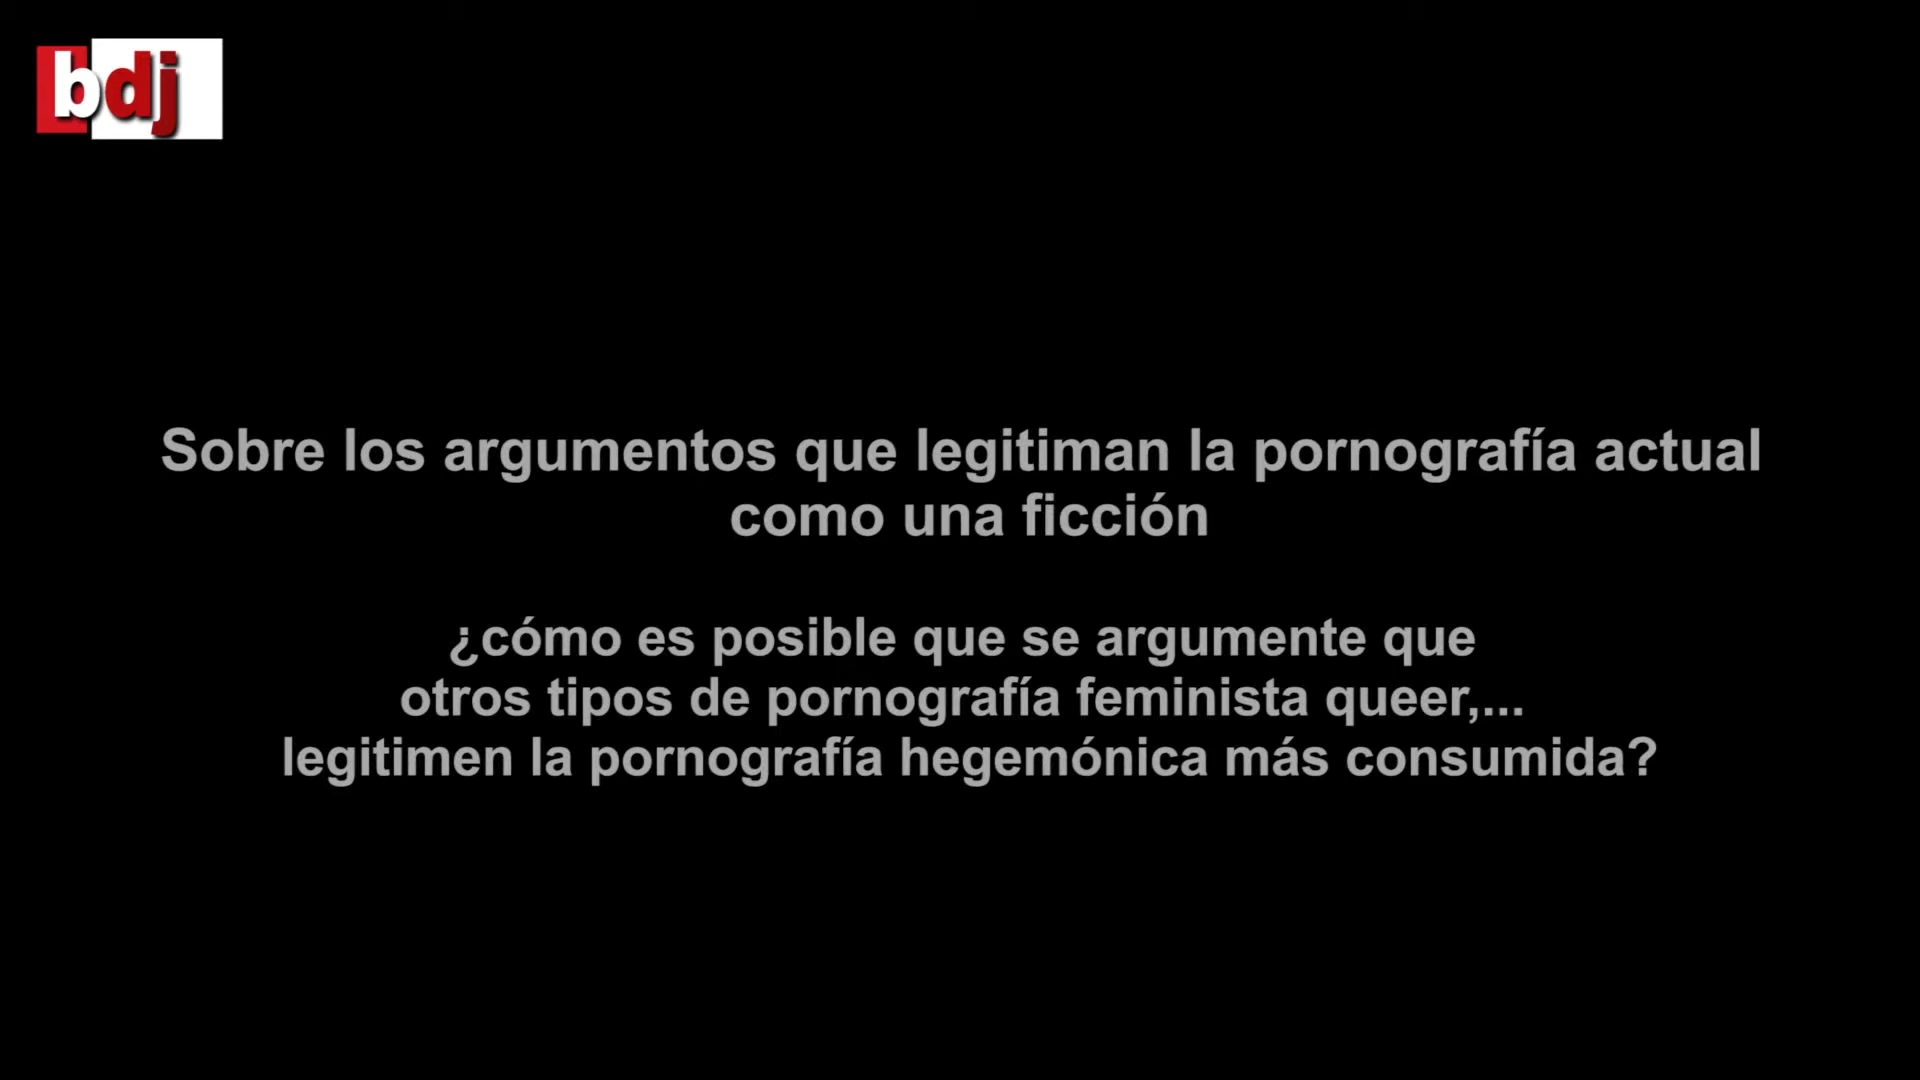 bdj
Sobre los argumentos que legitiman la pornografía actual
como una ficción
¿cómo es posible que se argumente que
otros tipos de pornografía feminista queer,...
legitimen la pornografía hegemónica más consumida?